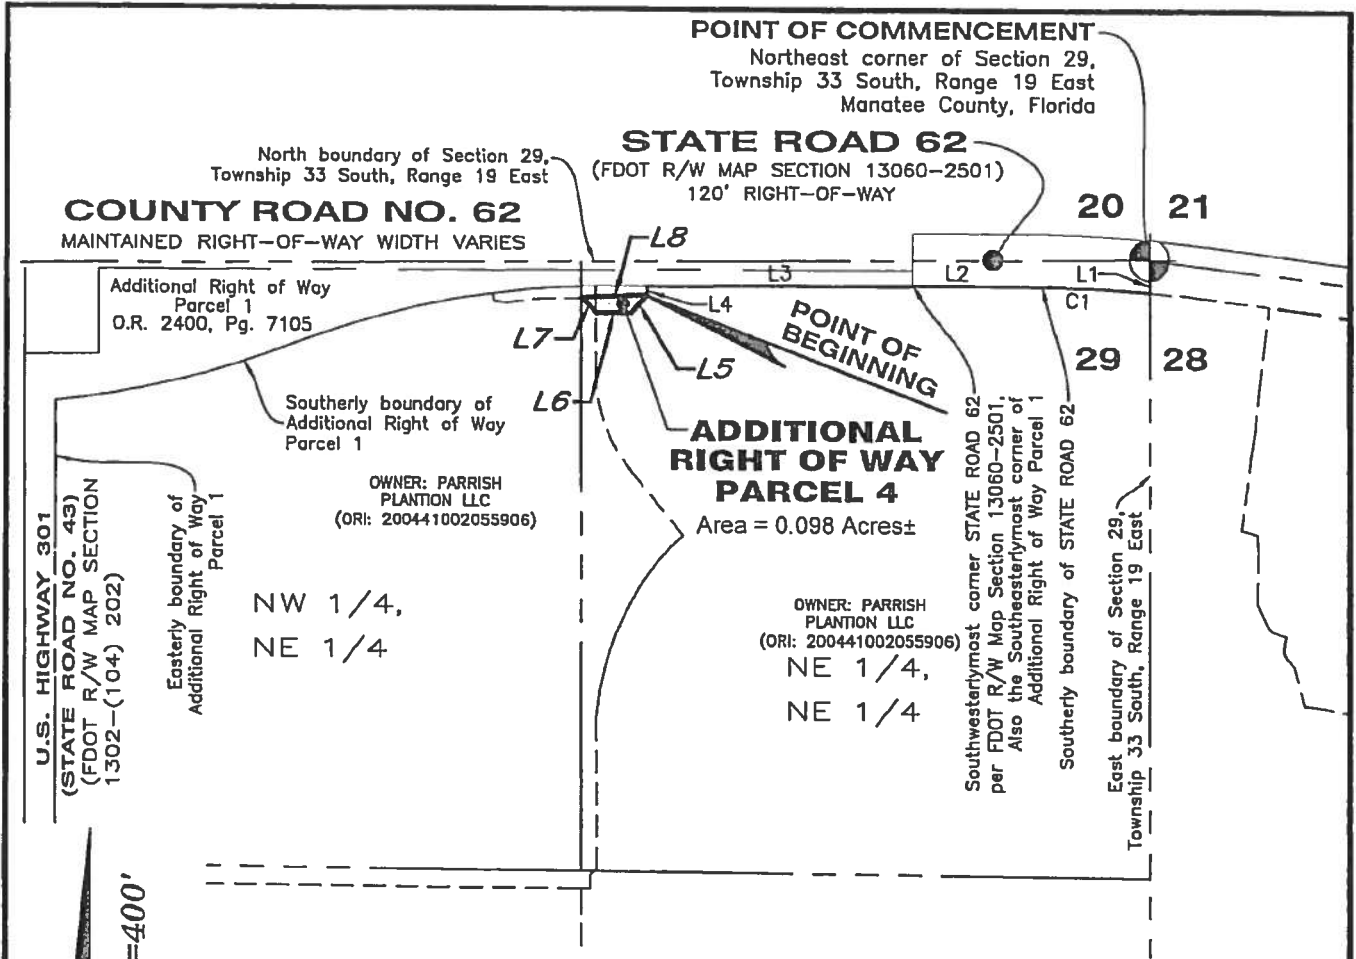 POINT OF COMMENCEMENT
Northeast corner of Section 29,
Township 33 South, Range 19 East
Manatee County, Florida
STATE ROAD 62
(FDOT R/W MAP SECTION 13060-2501)
120' RIGHT-OF-WAY
North boundary of Section 29,
Township 33 South, Range 19 East
COUNTY ROAD NO. 62
MAINTAINED RIGHT-OF-WAY WIDTH VARIES
20
21
L8
L3
L2
L1
C1
Additional Right of Way
Parcel 1
O.R. 2400, Pg. 7105
L4
L7
L5
L6
POINT OF
BEGINNING
29
28
Southerly boundary of
Additional Right of Way
Parcel 1
ADDITIONAL
RIGHT OF WAY
PARCEL 4
Area = 0.098 Acres±
OWNER: PARRISH
PLANTION LLC
(ORI: 200441002055906)
NW 1/4,
NE 1/4
OWNER: PARRISH
PLANTION LLC
(ORI: 200441002055906)
NE 1/4,
NE 1/4
U.S. HIGHWAY 301
(STATE ROAD NO. 43)
(FDOT R/W MAP SECTION
1302-(104) 202)
Easterly boundary of
Additional Right of Way
Parcel 1
Southwesterlymost corner STATE ROAD 62
per FDOT R/W Map Section 13060-2501,
Also the Southeasterlymost corner of
Additional Right of Way Parcel 1
Southerly boundary of STATE ROAD 62
East boundary of Section 29,
Township 33 South, Range 19 East
=400'